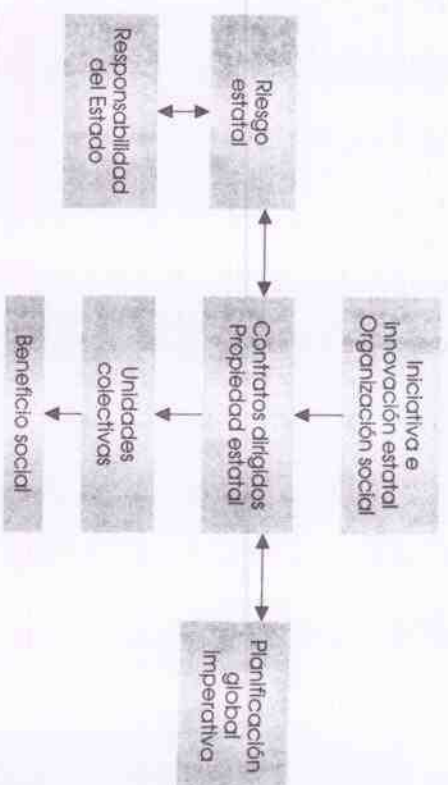 Iniciativa e
innovación estatal
Organización social
Riesgo
estatal
Contratos dirigidos
Propiedad estatal
Planificación
global
imperativa
Responsabilidad
del Estado
Unidades
colectivas
Beneficio social